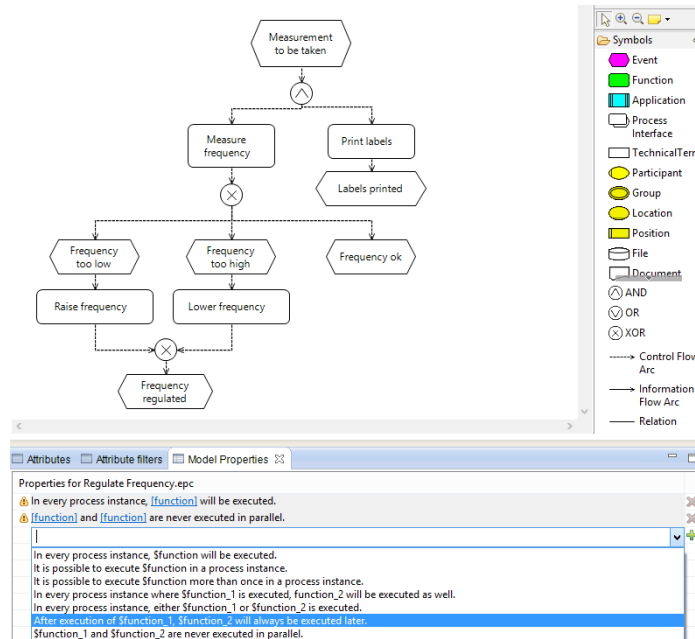 Measurement
to be taken
Measure
frequency
Print labels
Labels printed
Frequency
too low
Frequency
too high
Frequency ok
Raise frequency
Lower frequency
Frequency
regulated
Symbols
Event
Function
Application
Process
Interface
TechnicalTerm
Participant
Group
Location
Position
File
Document
AND
OR
XOR
Control Flow
Arc
Information
Flow Arc
Relation
Attributes
Attribute filters
Model Properties
Properties for Regulate Frequency.epc
In every process instance, [function] will be executed.
[function] and [function] are never executed in parallel.
In every process instance, $function will be executed.
It is possible to execute $function in a process instance.
It is possible to execute $function more than once in a process instance.
In every process instance where $function_1 is executed, function_2 will be executed as well.
In every process instance, either $function_1 or $function_2 is executed.
After execution of $function_1, $function_2 will always be executed later.
$function_1 and $function_2 are never executed in parallel.